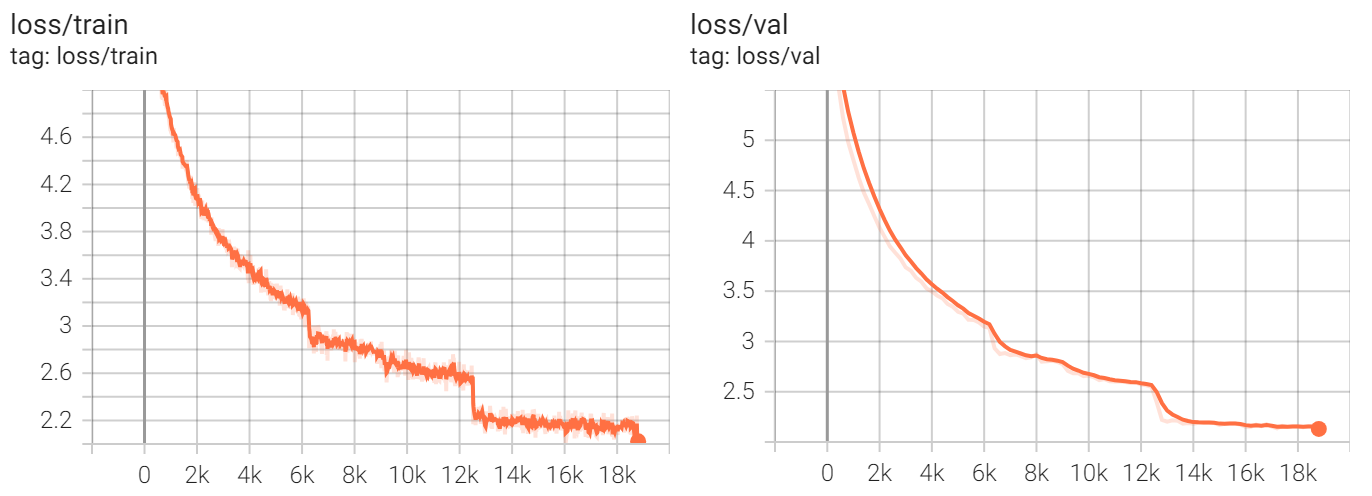 loss/train
tag: loss/train
4.6
4.2
3.8
3.4
3
2.6
2.2
0 2k 4k 6k 8k 10k 12k 14k 16k 18k
loss/val
tag: loss/val
5
4.5
4
3.5
3
2.5
0 2k 4k 6k 8k 10k 12k 14k 16k 18k